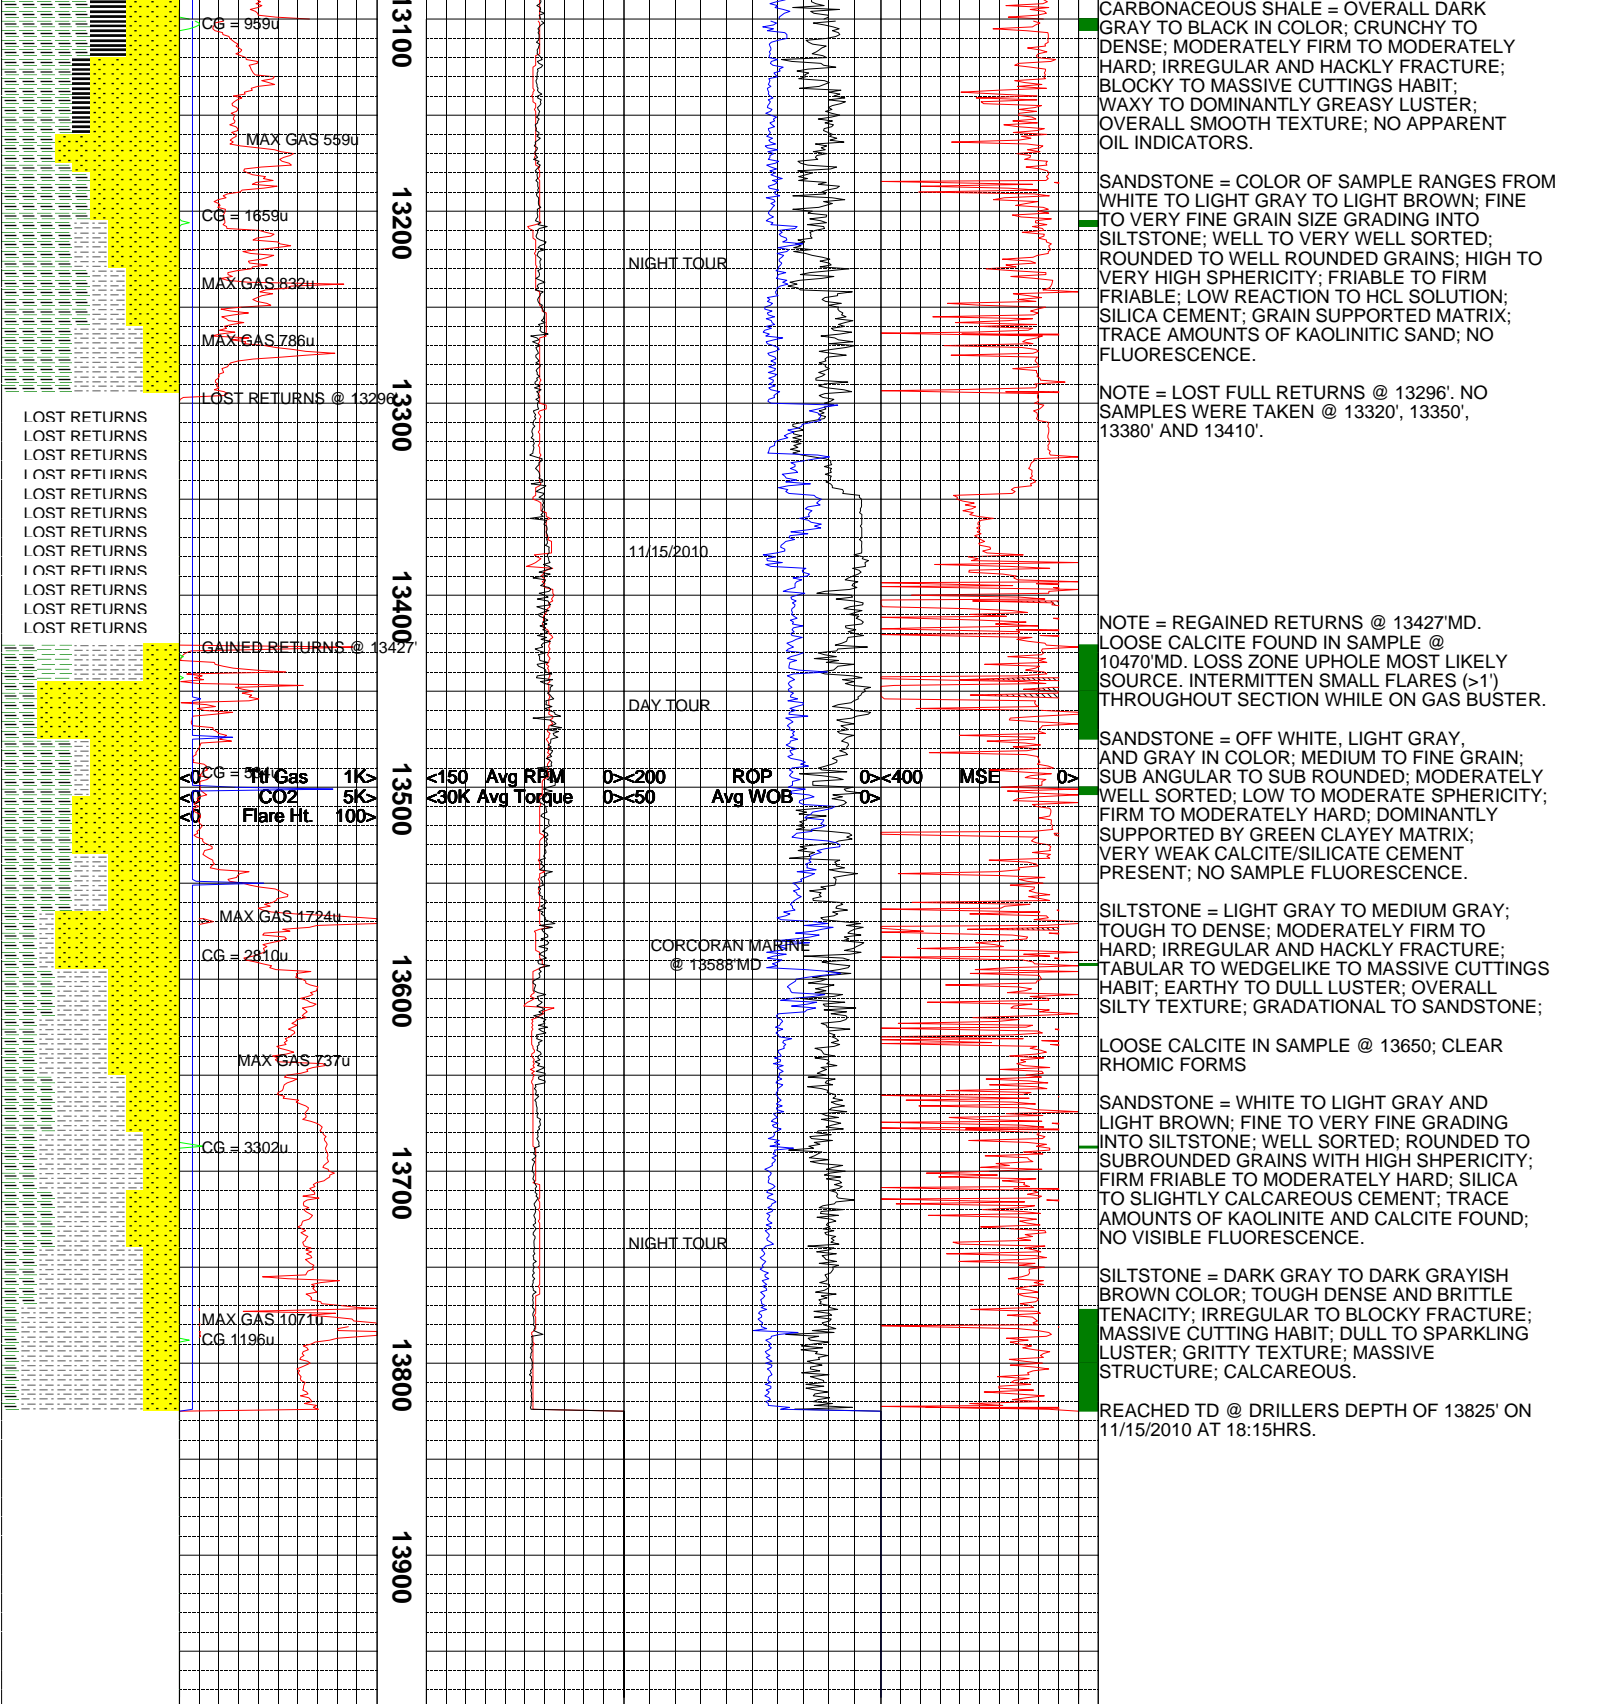 CG = 959u
MAX GAS 559u
CG = 1659u
MAX GAS 832u
MAX GAS 786u
LOST RETURNS @ 13296'
LOST RETURNS
LOST RETURNS
LOST RETURNS
LOST RETURNS
LOST RETURNS
LOST RETURNS
LOST RETURNS
LOST RETURNS
LOST RETURNS
LOST RETURNS
LOST RETURNS
LOST RETURNS
GAINED RETURNS @ 13427'
<0 Ttl Gas 1K>
<0 CO2 5K>
<0 Flare Ht. 100>
MAX GAS 1724u
CG = 2810u
MAX GAS 737u
CG = 3302u
MAX GAS 1071u
CG 1196u
13100
13200
13300
13400
13500
13600
13700
13800
13900
<150 Avg RPM 0>
<30K Avg Torque 0>
NIGHT TOUR
11/15/2010
DAY TOUR
<200 ROP 0>
<50 Avg WOB 0>
CORCORAN MARINE
@ 13588'MD
NIGHT TOUR
<400 MSE 0>
CARBONACEOUS SHALE = OVERALL DARK
GRAY TO BLACK IN COLOR; CRUNCHY TO
DENSE; MODERATELY FIRM TO MODERATELY
HARD; IRREGULAR AND HACKLY FRACTURE;
BLOCKY TO MASSIVE CUTTINGS HABIT;
WAXY TO DOMINANTLY GREASY LUSTER;
OVERALL SMOOTH TEXTURE; NO APPARENT
OIL INDICATORS.
SANDSTONE = COLOR OF SAMPLE RANGES FROM
WHITE TO LIGHT GRAY TO LIGHT BROWN; FINE
TO VERY FINE GRAIN SIZE GRADING INTO
SILTSTONE; WELL TO VERY WELL SORTED;
ROUNDED TO WELL ROUNDED GRAINS; HIGH TO
VERY HIGH SPHERICITY; FRIABLE TO FIRM
FRIABLE; LOW REACTION TO HCL SOLUTION;
SILICA CEMENT; GRAIN SUPPORTED MATRIX;
TRACE AMOUNTS OF KAOLINITIC SAND; NO
FLUORESCENCE.
NOTE = LOST FULL RETURNS @ 13296'. NO
SAMPLES WERE TAKEN @ 13320', 13350',
13380' AND 13410'.
NOTE = REGAINED RETURNS @ 13427'MD.
LOOSE CALCITE FOUND IN SAMPLE @
10470'MD. LOSS ZONE UPHOLE MOST LIKELY
SOURCE. INTERMITTEN SMALL FLARES (>1')
THROUGHOUT SECTION WHILE ON GAS BUSTER.
SANDSTONE = OFF WHITE, LIGHT GRAY,
AND GRAY IN COLOR; MEDIUM TO FINE GRAIN;
SUB ANGULAR TO SUB ROUNDED; MODERATELY
WELL SORTED; LOW TO MODERATE SPHERICITY;
FIRM TO MODERATELY HARD; DOMINANTLY
SUPPORTED BY GREEN CLAYEY MATRIX;
VERY WEAK CALCITE/SILICATE CEMENT
PRESENT; NO SAMPLE FLUORESCENCE.
SILTSTONE = LIGHT GRAY TO MEDIUM GRAY;
TOUGH TO DENSE; MODERATELY FIRM TO
HARD; IRREGULAR AND HACKLY FRACTURE;
TABULAR TO WEDGELIKE TO MASSIVE CUTTINGS
HABIT; EARTHY TO DULL LUSTER; OVERALL
SILTY TEXTURE; GRADATIONAL TO SANDSTONE;
LOOSE CALCITE IN SAMPLE @ 13650; CLEAR
RHOMIC FORMS
SANDSTONE = WHITE TO LIGHT GRAY AND
LIGHT BROWN; FINE TO VERY FINE GRADING
INTO SILTSTONE; WELL SORTED; ROUNDED TO
SUBROUNDED GRAINS WITH HIGH SHPERICITY;
FIRM FRIABLE TO MODERATELY HARD; SILICA
TO SLIGHTLY CALCAREOUS CEMENT; TRACE
AMOUNTS OF KAOLINITE AND CALCITE FOUND;
NO VISIBLE FLUORESCENCE.
SILTSTONE = DARK GRAY TO DARK GRAYISH
BROWN COLOR; TOUGH DENSE AND BRITTLE
TENACITY; IRREGULAR TO BLOCKY FRACTURE;
MASSIVE CUTTING HABIT; DULL TO SPARKLING
LUSTER; GRITTY TEXTURE; MASSIVE
STRUCTURE; CALCAREOUS.
REACHED TD @ DRILLERS DEPTH OF 13825' ON
11/15/2010 AT 18:15HRS.